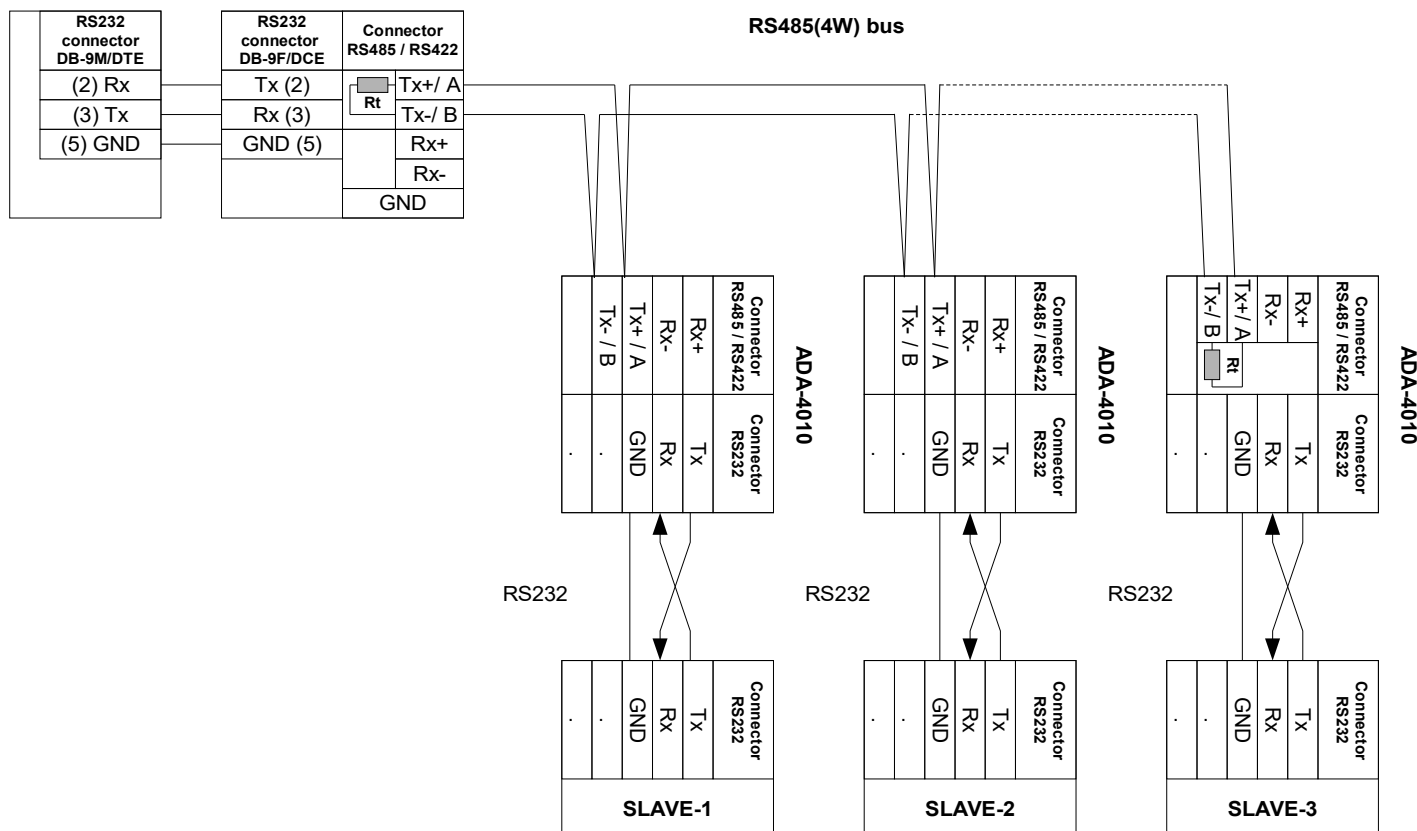 RS485(4W) bus
RS232
connector
DB-9M/DTE
(2) Rx
(3) Tx
(5) GND
RS232
connector
DB-9F/DCE
Tx (2)
Rx (3)
GND (5)
Connector
RS485 / RS422
Rt
Tx+/ A
Tx-/ B
Rx+
Rx-
GND
Connector
RS485 / RS422
Rx+
Rx-
Tx+ / A
Tx- / B
Connector
RS232
Tx
Rx
GND
.
.
ADA-4010
RS232
Connector
RS232
Tx
Rx
GND
.
.
SLAVE-1
Connector
RS485 / RS422
Rx+
Rx-
Tx+ / A
Tx- / B
Connector
RS232
Tx
Rx
GND
.
.
ADA-4010
RS232
Connector
RS232
Tx
Rx
GND
.
.
SLAVE-2
Connector
RS485 / RS422
Rx+
Rx-
Tx+/ A
Tx-/ B
Rt
Connector
RS232
Tx
Rx
GND
.
.
ADA-4010
RS232
Connector
RS232
Tx
Rx
GND
.
.
SLAVE-3